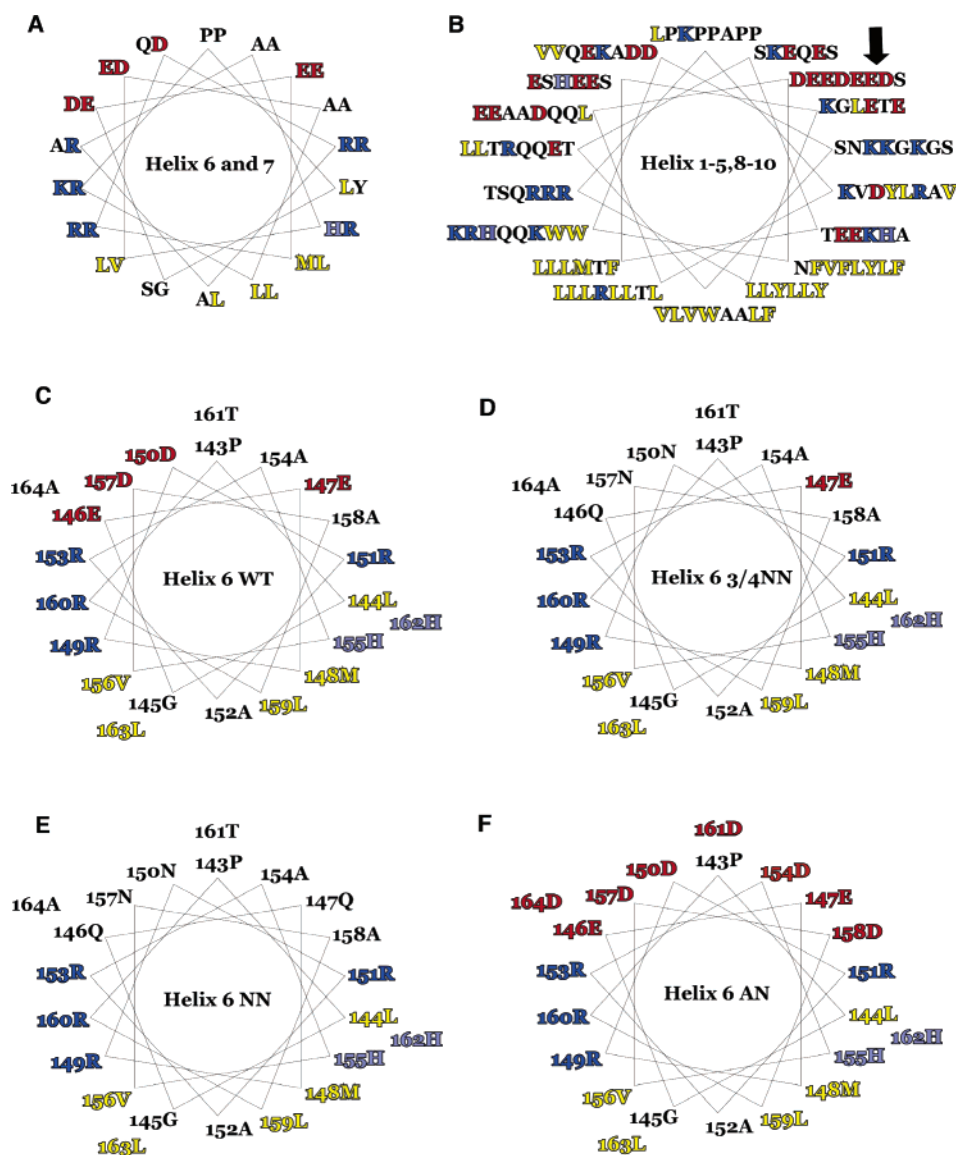 A
B
PP
QD
AA
ED
EE
DE
AA
AR
RR
Helix 6 and 7
KR
LY
RR
HR
LV
ML
SG
LL
AL
LPKPPAPP
VVQEKADD
SKEQES
ESHEES
DEEDEEDS
EEAADQQL
KGLETE
LLTRQQET
SNKKGKGS
Helix 1-5,8-10
TSQRRR
KVDYLRAV
KRHQQKWW
TEEKHA
LLLMTF
NFVFLYLF
LLLRLLTL
LLYLLY
VLVWAALF
C
161T
143P
150D
154A
157D
147E
164A
146E
158A
153R
151R
Helix 6 WT
160R
144L
162H
149R
155H
156V
148M
145G
159L
152A
163L
D
161T
143P
150N
154A
157N
147E
164A
146Q
158A
153R
151R
Helix 6 3/4NN
160R
144L
162H
149R
155H
156V
148M
145G
159L
152A
163L
E
161T
143P
150N
154A
157N
147Q
164A
146Q
158A
153R
151R
Helix 6 NN
160R
144L
162H
149R
155H
156V
148M
145G
159L
152A
163L
F
161D
143P
150D
154D
157D
147E
164D
146E
158D
153R
151R
Helix 6 AN
160R
144L
162H
149R
155H
156V
148M
145G
159L
152A
163L